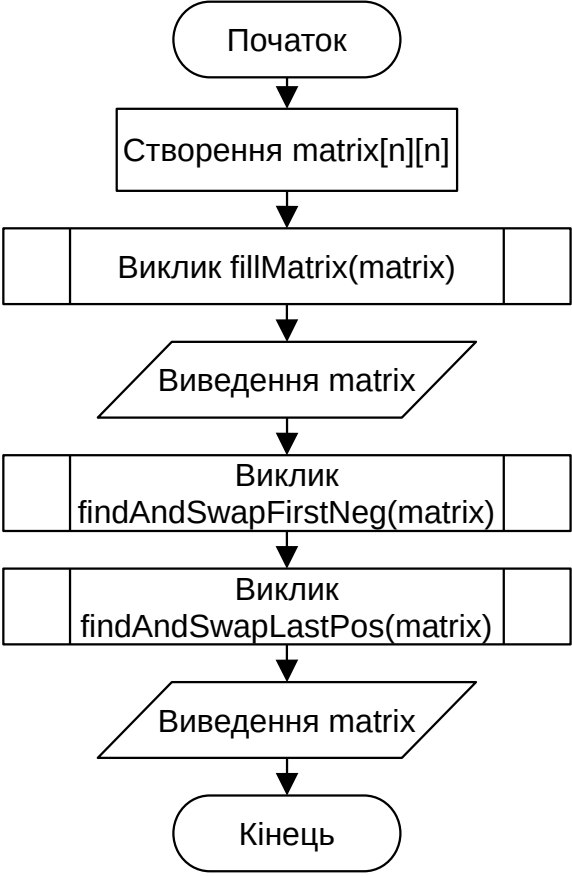 Початок
Створення matrix[n][n]
Виклик fillMatrix(matrix)
Виведення matrix
Виклик
findAndSwapFirstNeg(matrix)
Виклик
findAndSwapLastPos(matrix)
Виведення matrix
Кінець